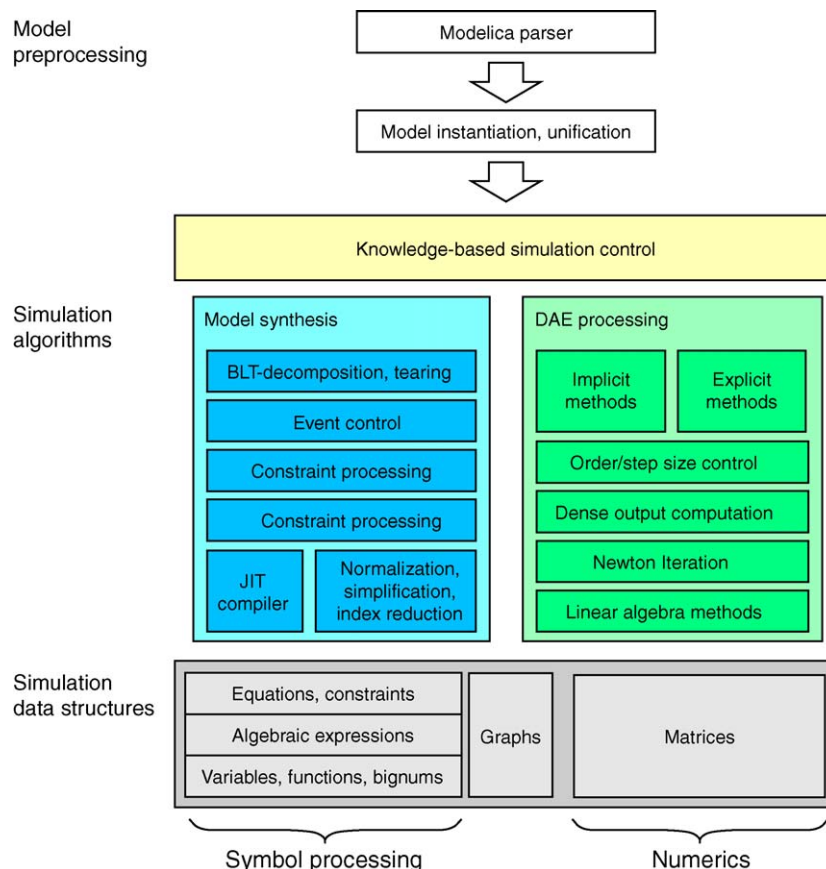 Model
preprocessing
Modelica parser
Model instantiation, unification
Knowledge-based simulation control
Simulation
algorithms
Model synthesis
BLT-decomposition, tearing
Event control
Constraint processing
Constraint processing
JIT
compiler
Normalization,
simplification,
index reduction
DAE processing
Implicit
methods
Explicit
methods
Order/step size control
Dense output computation
Newton Iteration
Linear algebra methods
Simulation
data structures
Equations, constraints
Algebraic expressions
Variables, functions, bignums
Graphs
Matrices
Symbol processing
Numerics